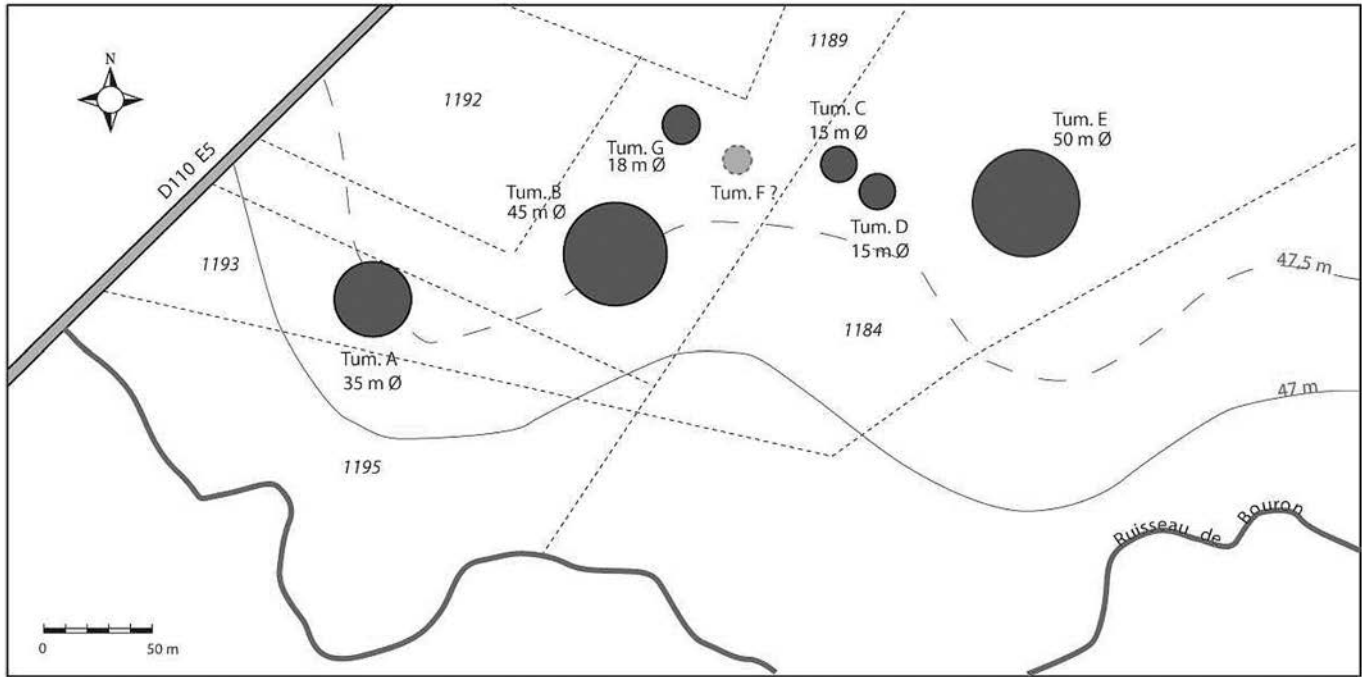 N
D110 E5
1192
1189
Tum. C
15 m Ø
Tum. E
50 m Ø
Tum. G
18 m Ø
Tum. F ?
Tum. B
45 m Ø
Tum. D
15 m Ø
1193
47,5 m
1184
Tum. A
35 m Ø
47 m
1195
Ruisseau de Bouron
0 50 m